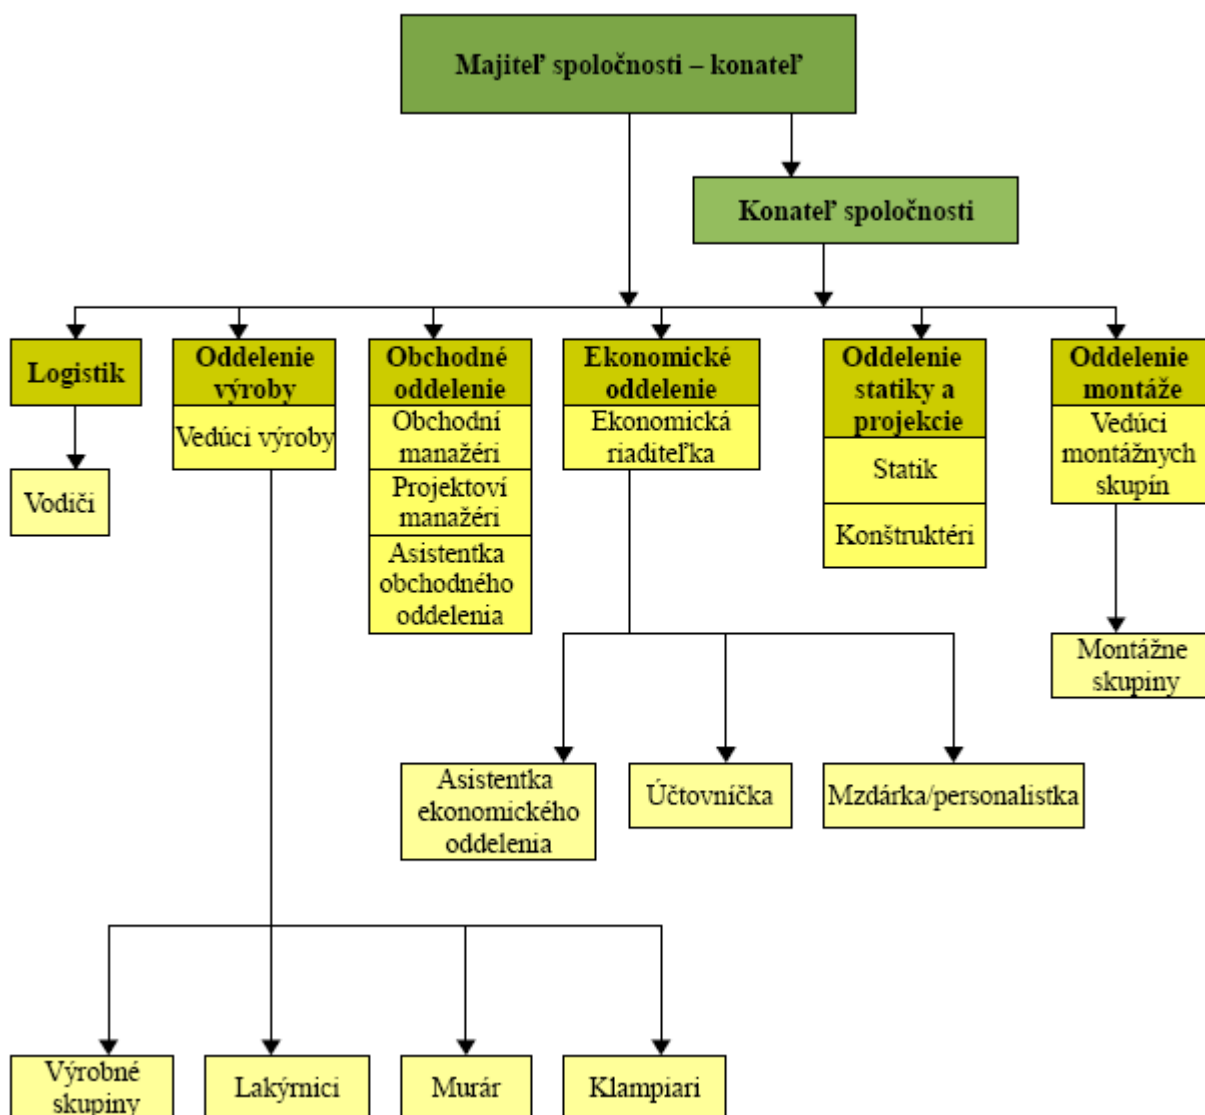 Majiteľ spoločnosti – konateľ
Konateľ spoločnosti
Logistik
Vodiči
Oddelenie
výroby
Vedúci výroby
Obchodné
oddelenie
Obchodní
manažéri
Projektoví
manažéri
Asistentka
obchodného
oddelenia
Ekonomické
oddelenie
Ekonomická
riaditeľka
Oddelenie
statiky a
projekcie
Statik
Konštruktéri
Oddelenie
montáže
Vedúci
montážnych
skupín
Montážne
skupiny
Asistentka
ekonomického
oddelenia
Účtovníčka
Mzdárka/personalistka
Výrobné
skupiny
Lakýrnici
Murár
Klampiari